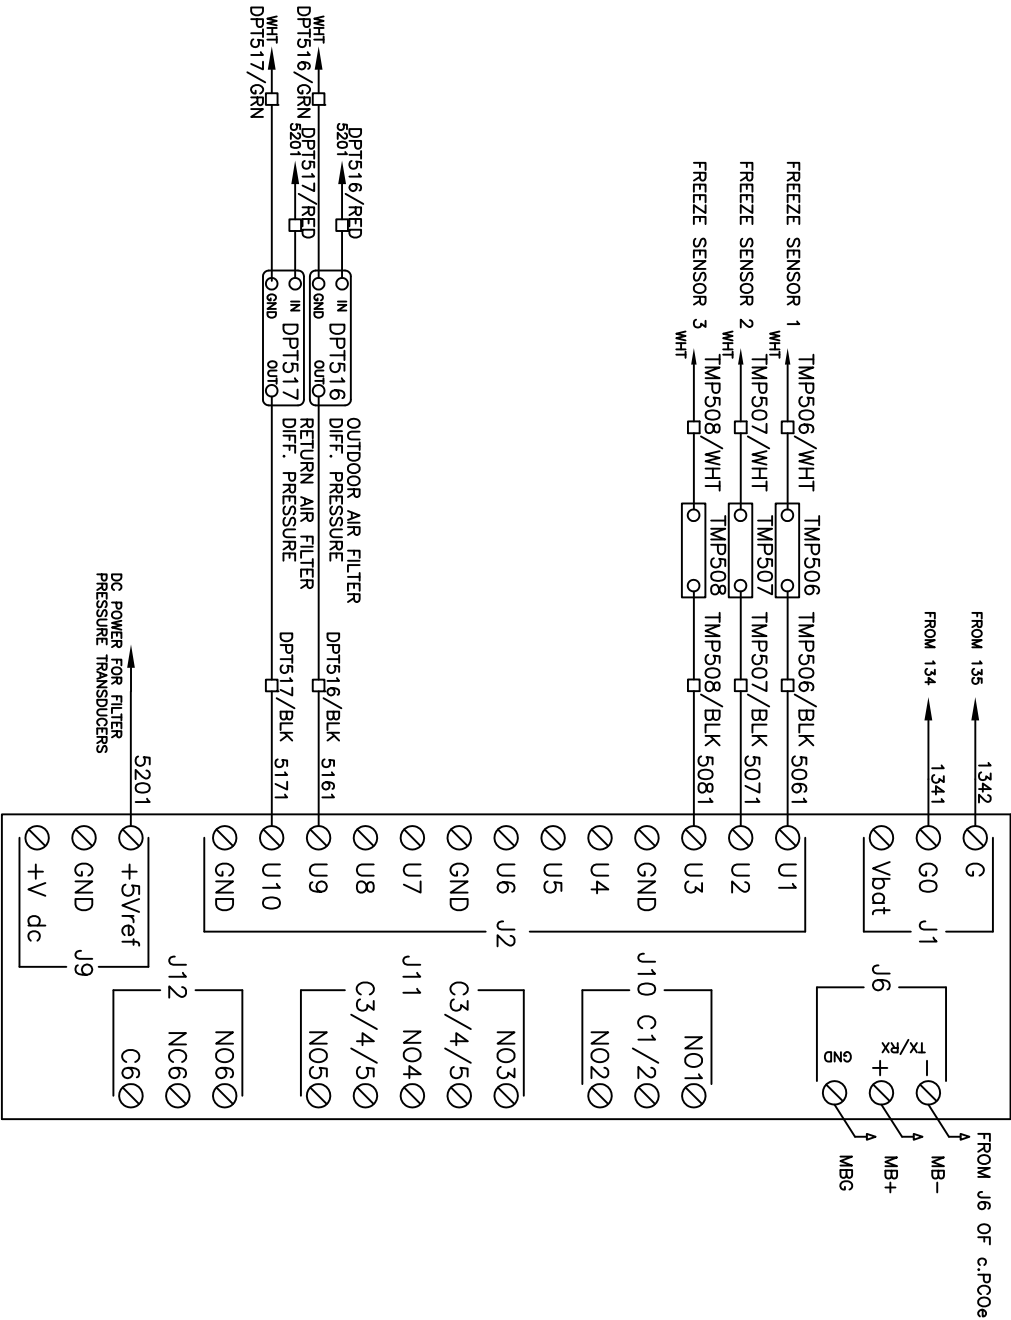 FROM 135
1342
G
FROM 134
1341
G0
Vbat
J1
J6
TX/RX
-
+
GND
FROM J6 OF c.PCOe
MB-
MB+
MBG
FREEZE SENSOR 1
WHT
TMP506/WHT
TMP506
TMP506/BLK
5061
U1
FREEZE SENSOR 2
WHT
TMP507/WHT
TMP507
TMP507/BLK
5071
U2
FREEZE SENSOR 3
WHT
TMP508/WHT
TMP508
TMP508/BLK
5081
U3
GND
U4
U5
U6
GND
U7
U8
J2
NO1
J10 C1/2
NO2
NO3
C3/4/5
J11 NO4
C3/4/5
NO5
DPT516/RED
5201
IN
DPT516
WHT
DPT516/GRN
GND
OUT
OUTDOOR AIR FILTER
DIFF. PRESSURE
DPT516/BLK
5161
U9
DPT517/RED
5201
IN
DPT517
WHT
DPT517/GRN
GND
OUT
RETURN AIR FILTER
DIFF. PRESSURE
DPT517/BLK
5171
U10
GND
NO6
J12
NC6
C6
DC POWER FOR FILTER
PRESSURE TRANSDUCERS
5201
+5Vref
GND
J9
+V dc